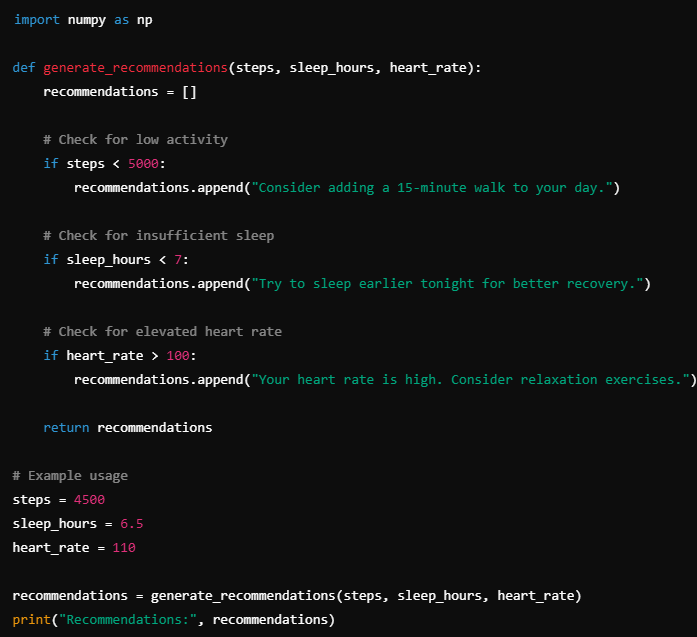 import numpy as np

def generate_recommendations(steps, sleep_hours, heart_rate):
    recommendations = []

    # Check for low activity
    if steps < 5000:
        recommendations.append("Consider adding a 15-minute walk to your day.")

    # Check for insufficient sleep
    if sleep_hours < 7:
        recommendations.append("Try to sleep earlier tonight for better recovery.")

    # Check for elevated heart rate
    if heart_rate > 100:
        recommendations.append("Your heart rate is high. Consider relaxation exercises.")

    return recommendations

# Example usage
steps = 4500
sleep_hours = 6.5
heart_rate = 110

recommendations = generate_recommendations(steps, sleep_hours, heart_rate)
print("Recommendations:", recommendations)